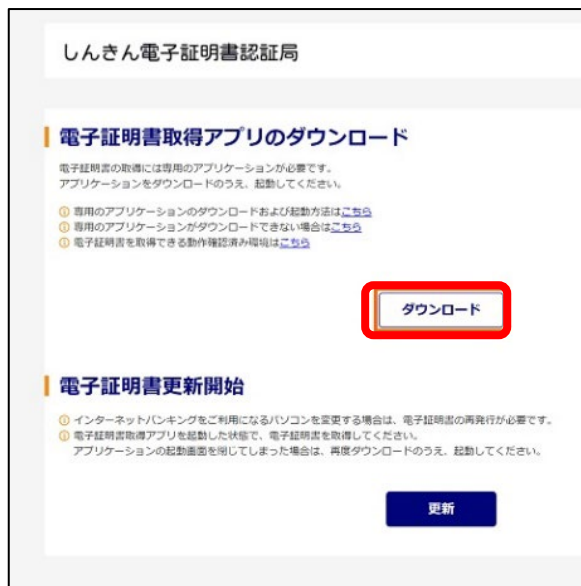 しんきん電子証明書認証局
電子証明書取得アプリのダウンロード
電子証明書の取得には専用のアプリケーションが必要です。
アプリケーションをダウンロードのうえ、起動してください。
専用のアプリケーションのダウンロードおよび起動方法はこちら
専用のアプリケーションがダウンロードできない場合はこちら
電子証明書を取得できる動作確認済み環境はこちら
ダウンロード
電子証明書更新開始
インターネットバンキングをご利用になるパソコンを変更する場合は、電子証明書の再発行が必要です。
電子証明書取得アプリを起動した状態で、電子証明書を取得してください。
アプリケーションの起動画面を閉じてしまった場合は、再度ダウンロードのうえ、起動してください。
更新